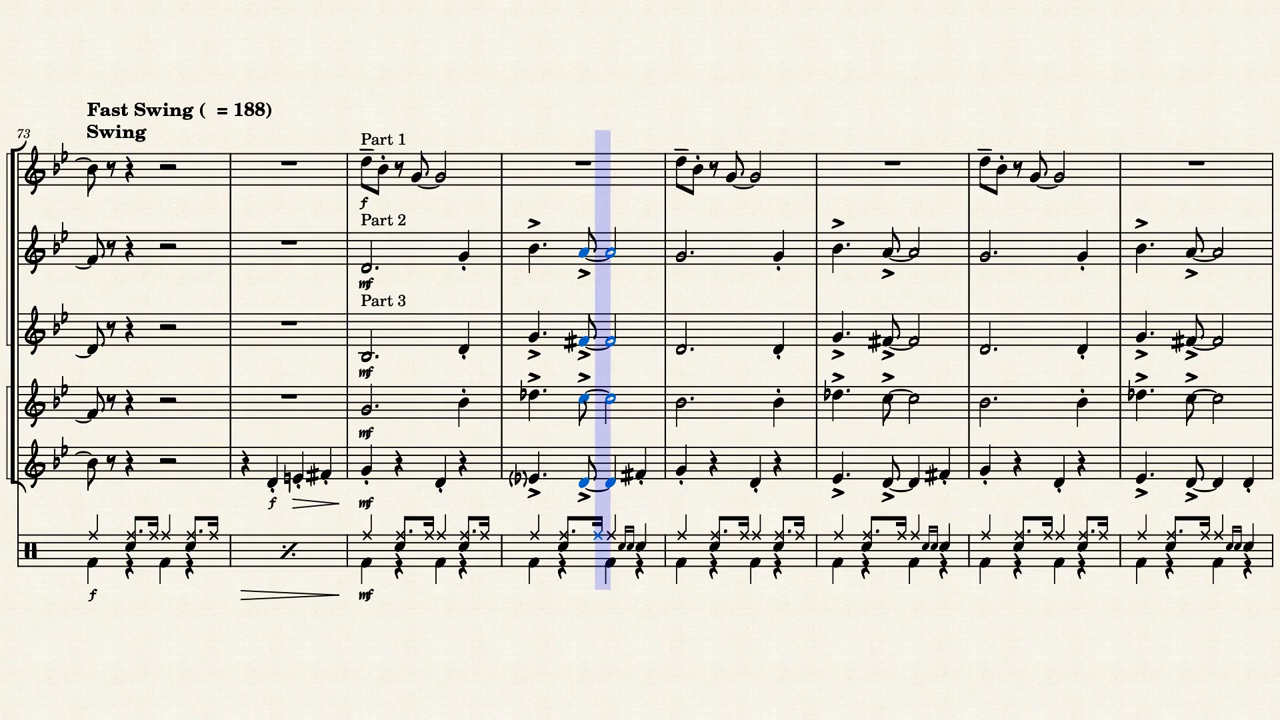 Fast Swing ( = 188)
73
Swing
Part 1
f
Part 2
mf
Part 3
mf
mf
f
mf
f
mf